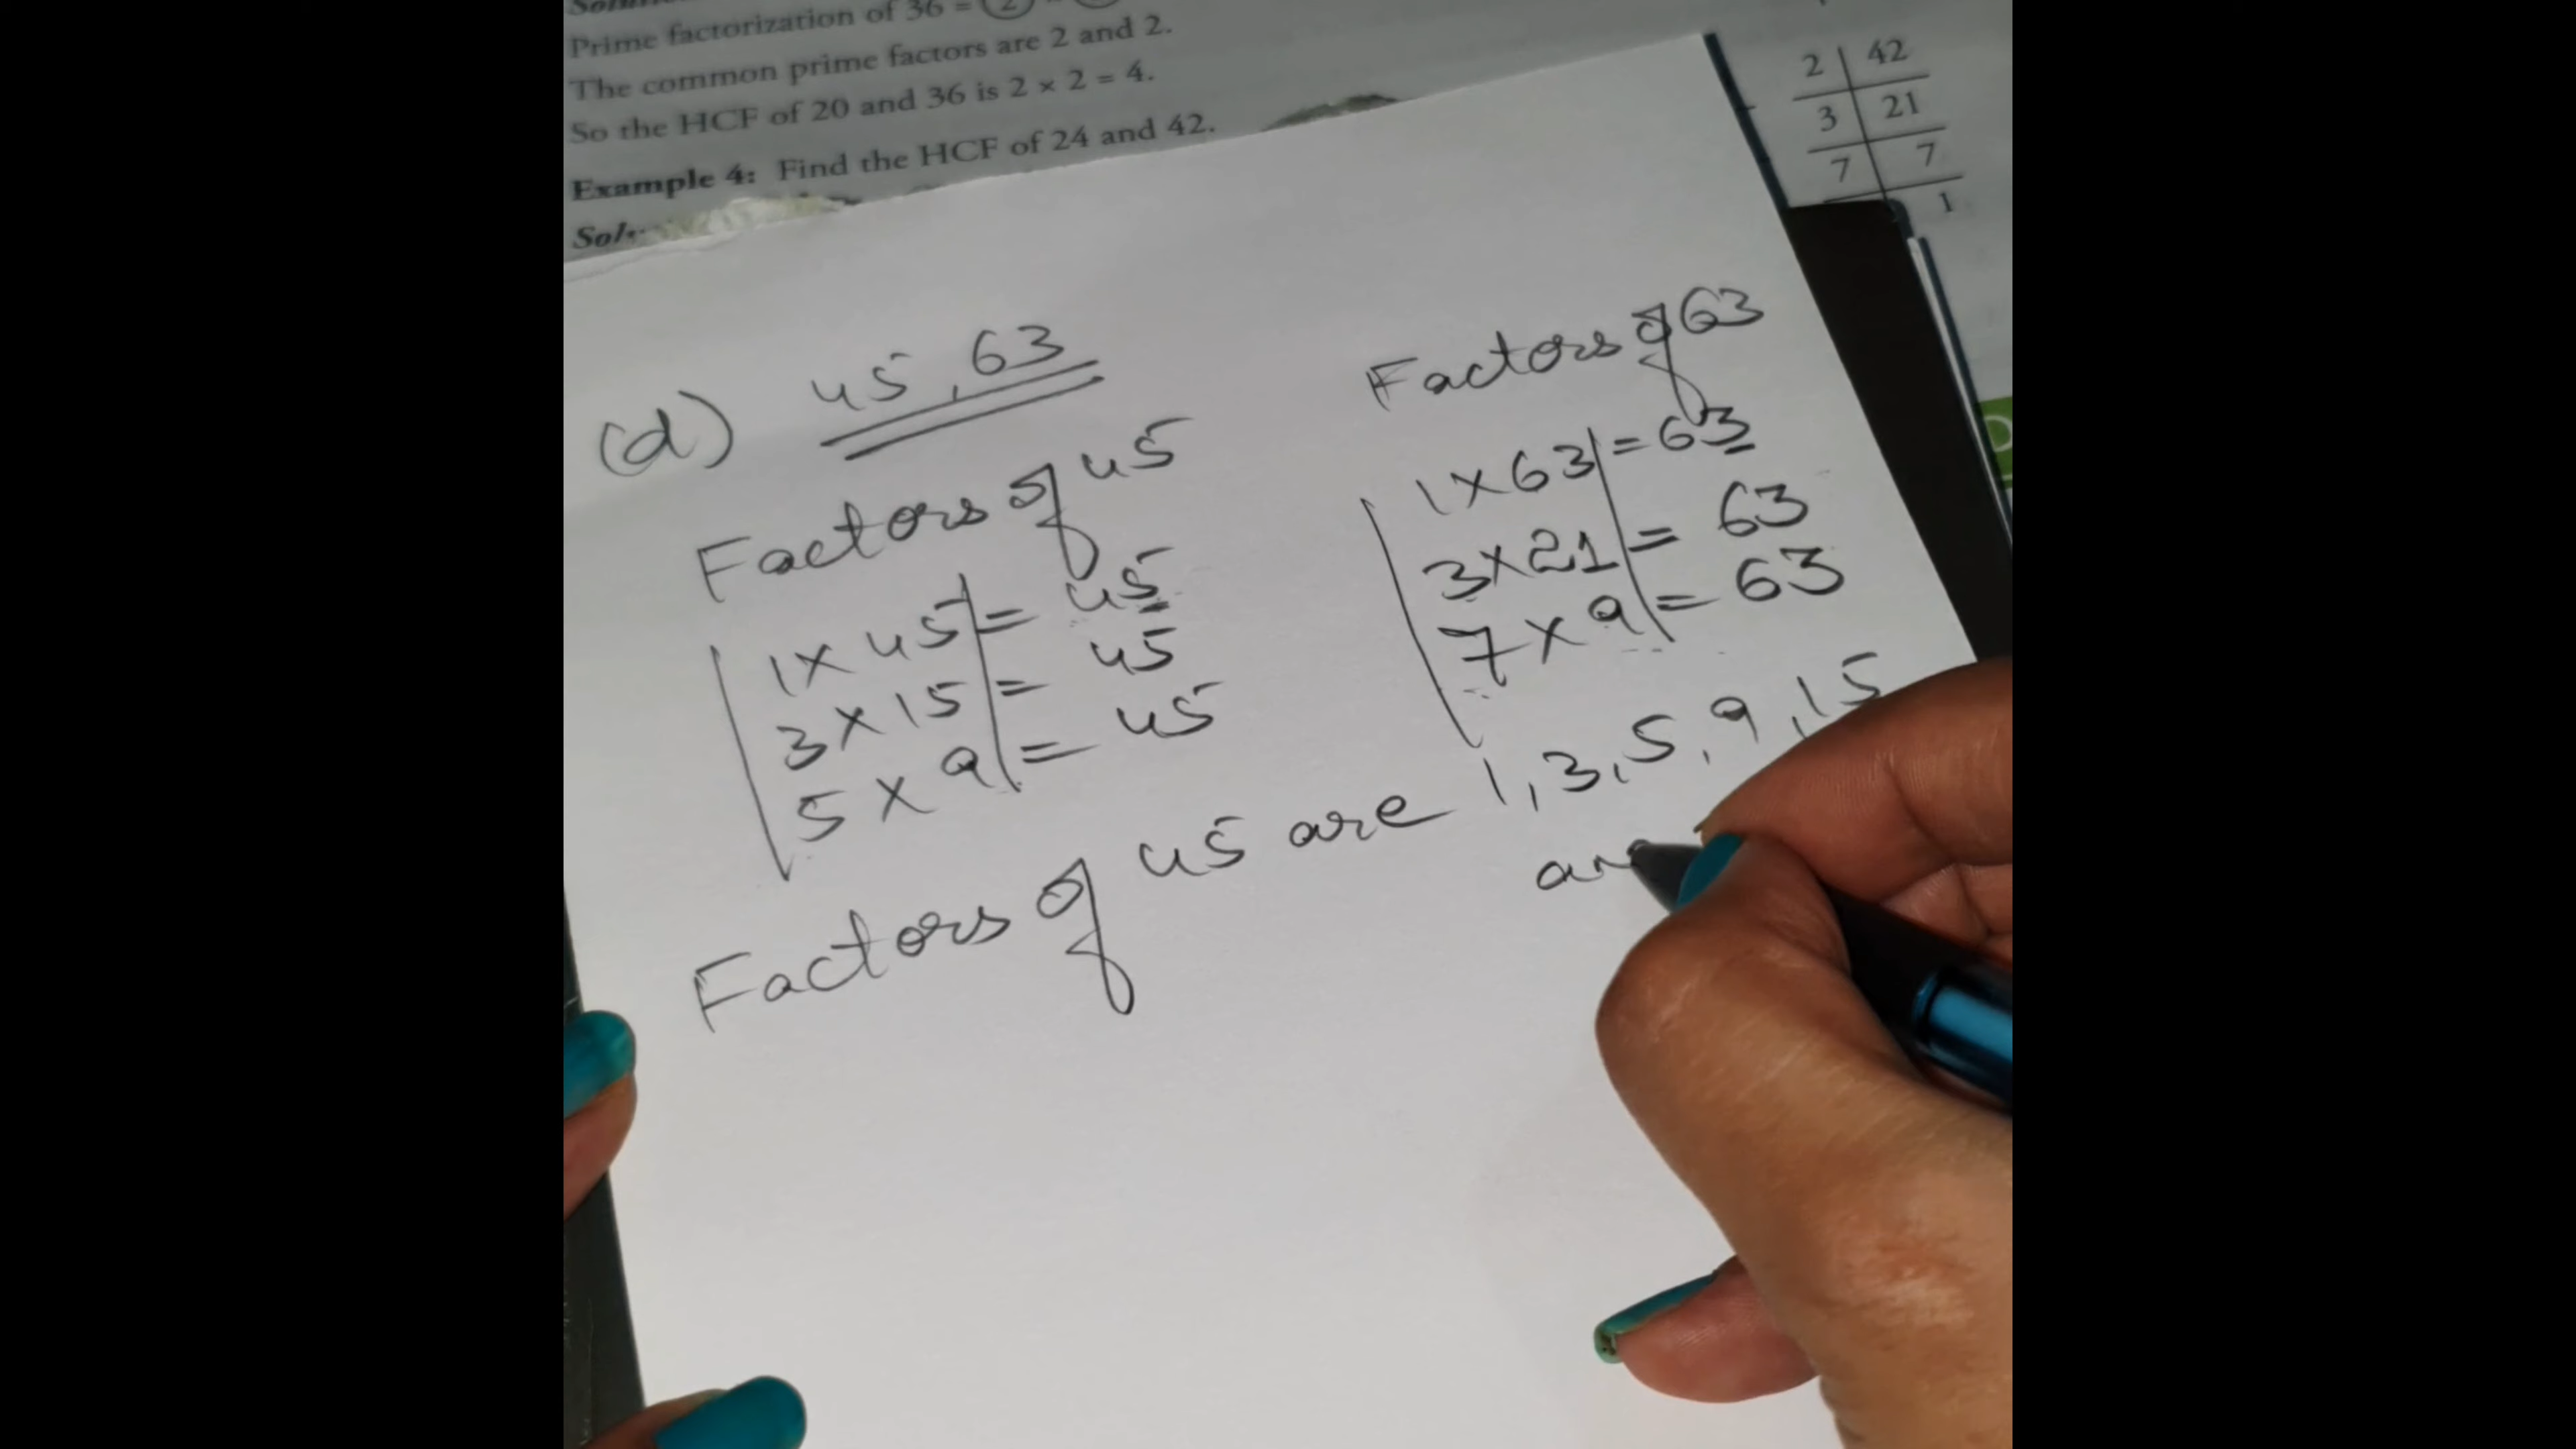 Prime factorization of 36 = 2
The common prime factors are 2 and 2.
So the HCF of 20 and 36 is 2 × 2 = 4.
Example 4: Find the HCF of 24 and 42.
2 | 42
3 | 21
7 | 7
1
(d) 45, 63
Factors of 45
1 × 45 = 45
3 × 15 = 45
5 × 9 = 45
Factors of 63
1 × 63 = 63
3 × 21 = 63
7 × 9 = 63
Factors of 45 are 1, 3, 5, 9, 15